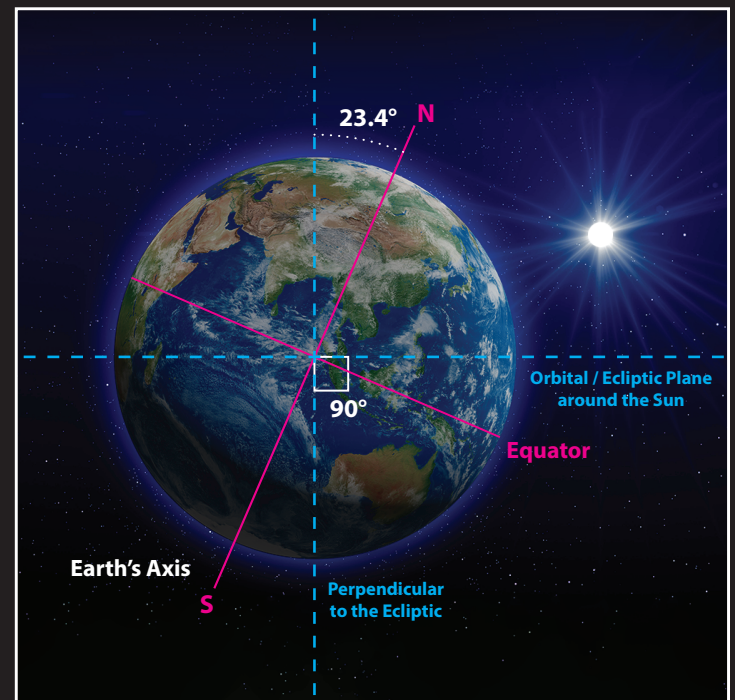 23.4°
N
Orbital / Ecliptic Plane
around the Sun
90°
Equator
Earth's Axis
Perpendicular
to the Ecliptic
S